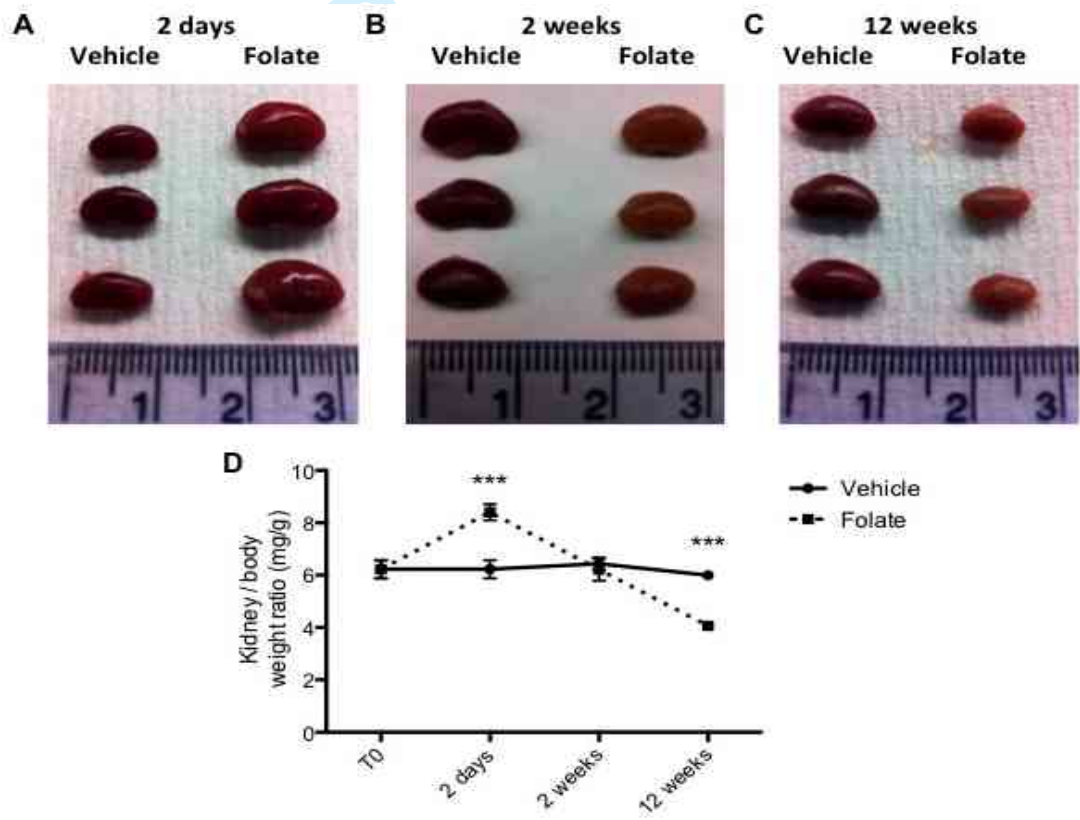 A 2 days
Vehicle Folate
B 2 weeks
Vehicle Folate
C 12 weeks
Vehicle Folate
1 2 3
1 2 3
1 2 3
D
10
8
6
4
2
0
Kidney / body
weight ratio (mg/g)
***
***
T0
2 days
2 weeks
12 weeks
Vehicle
Folate